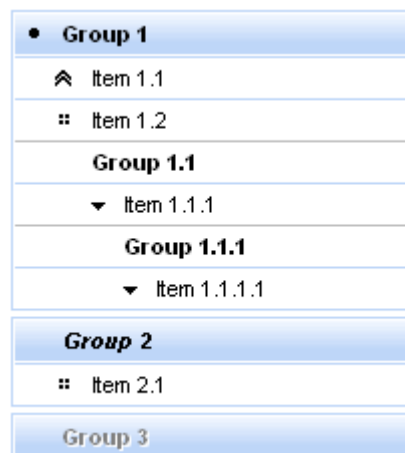 Group 1
Item 1.1
Item 1.2
Group 1.1
Item 1.1.1
Group 1.1.1
Item 1.1.1.1
Group 2
Item 2.1
Group 3